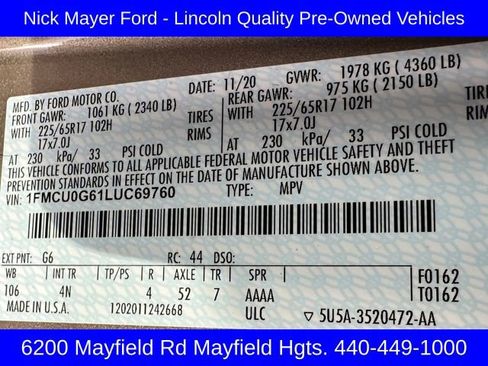 Nick Mayer Ford - Lincoln Quality Pre-Owned Vehicles
MFD. BY FORD MOTOR CO.
DATE: 11/20 GVWR: 1978 KG ( 4360 LB)
FRONT GAWR: 1061 KG ( 2340 LB) REAR GAWR: 975 KG ( 2150 LB)
WITH 225/65R17 102H TIRES WITH 225/65R17 102H TIRES
17x7.0J RIMS 17x7.0J RIMS
AT 230 kPa/ 33 PSI COLD AT 230 kPa/ 33 PSI COLD
THIS VEHICLE CONFORMS TO ALL APPLICABLE FEDERAL MOTOR VEHICLE SAFETY AND THEFT
PREVENTION STANDARDS IN EFFECT ON THE DATE OF MANUFACTURE SHOWN ABOVE.
VIN: 1FMCU0G61LUC69760 TYPE: MPV
EXT PNT: G6 RC: 44 DSO:
WB INT TR TP/PS R AXLE TR SPR F0162
106 4N 4 52 7 AAAA T0162
MADE IN U.S.A. 1202011242668 ULC ▽ 5U5A-3520472-AA
6200 Mayfield Rd Mayfield Hgts. 440-449-1000